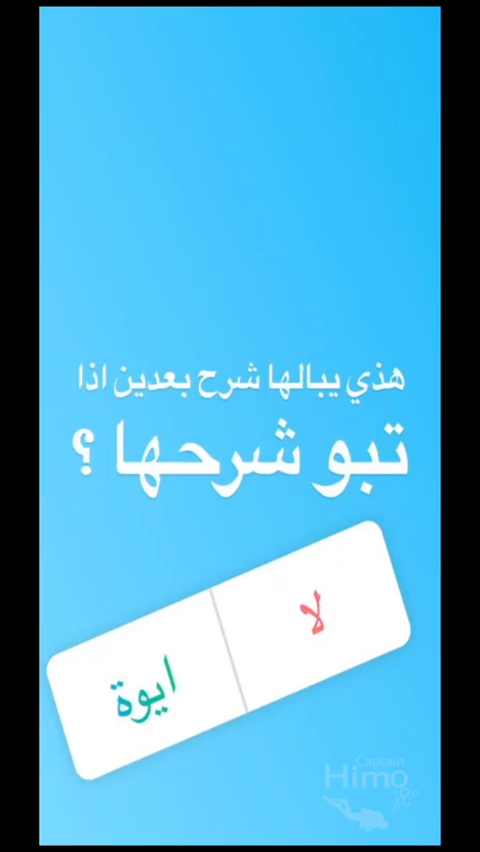 هذي يبالها شرح بعدين اذا
تبو شرحها ؟
لا
ايوة
Captain
Himo